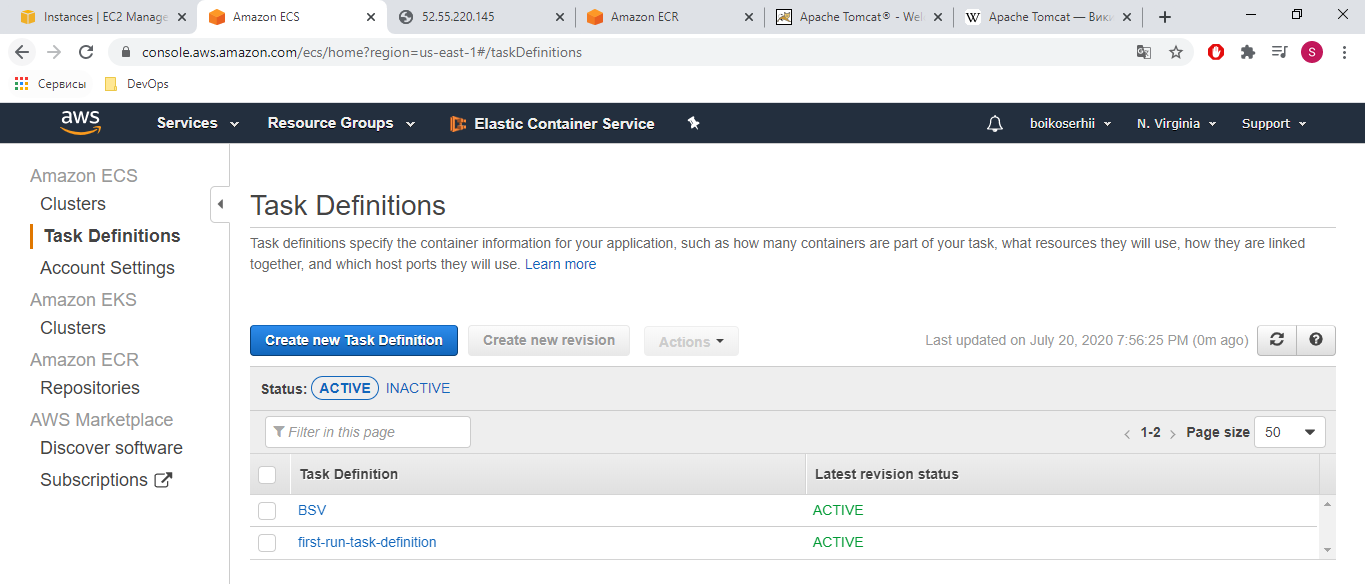 Instances | EC2 Manage
Amazon ECS
52.55.220.145
Amazon ECR
Apache Tomcat® - Wel
Apache Tomcat — Вики
console.aws.amazon.com/ecs/home?region=us-east-1#/taskDefinitions
S
Сервисы
DevOps
aws
Services
Resource Groups
Elastic Container Service
boikoserhii
N. Virginia
Support
Amazon ECS
Clusters
Task Definitions
Account Settings
Amazon EKS
Clusters
Amazon ECR
Repositories
AWS Marketplace
Discover software
Subscriptions
Task Definitions
Task definitions specify the container information for your application, such as how many containers are part of your task, what resources they will use, how they are linked
together, and which host ports they will use. Learn more
Create new Task Definition
Create new revision
Actions
Last updated on July 20, 2020 7:56:25 PM (0m ago)
Status: ACTIVE INACTIVE
Filter in this page
1-2
Page size
50
Task Definition
Latest revision status
BSV
ACTIVE
first-run-task-definition
ACTIVE